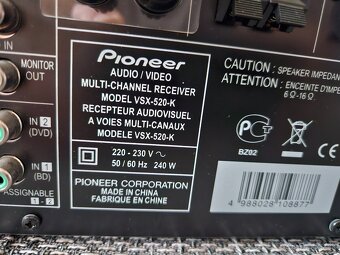 IN
MONITOR
OUT
IN 2
(DVD)
IN 1
(BD)
ASSIGNABLE
1 - 2
Pioneer
AUDIO / VIDEO
MULTI-CHANNEL RECEIVER
MODEL VSX-520-K
RECEPTEUR AUDIOVISUEL
A VOIES MULTI-CANAUX
MODELE VSX-520-K
220 - 230 V ~
50 / 60 Hz 240 W
PIONEER CORPORATION
MADE IN CHINA
FABRIQUE EN CHINE
CAUTION : SPEAKER IMPEDAN
ATTENTION : ENCEINTE D'IMPE
6 Ω-16 Ω
BZ02
CE
4 988028 108877